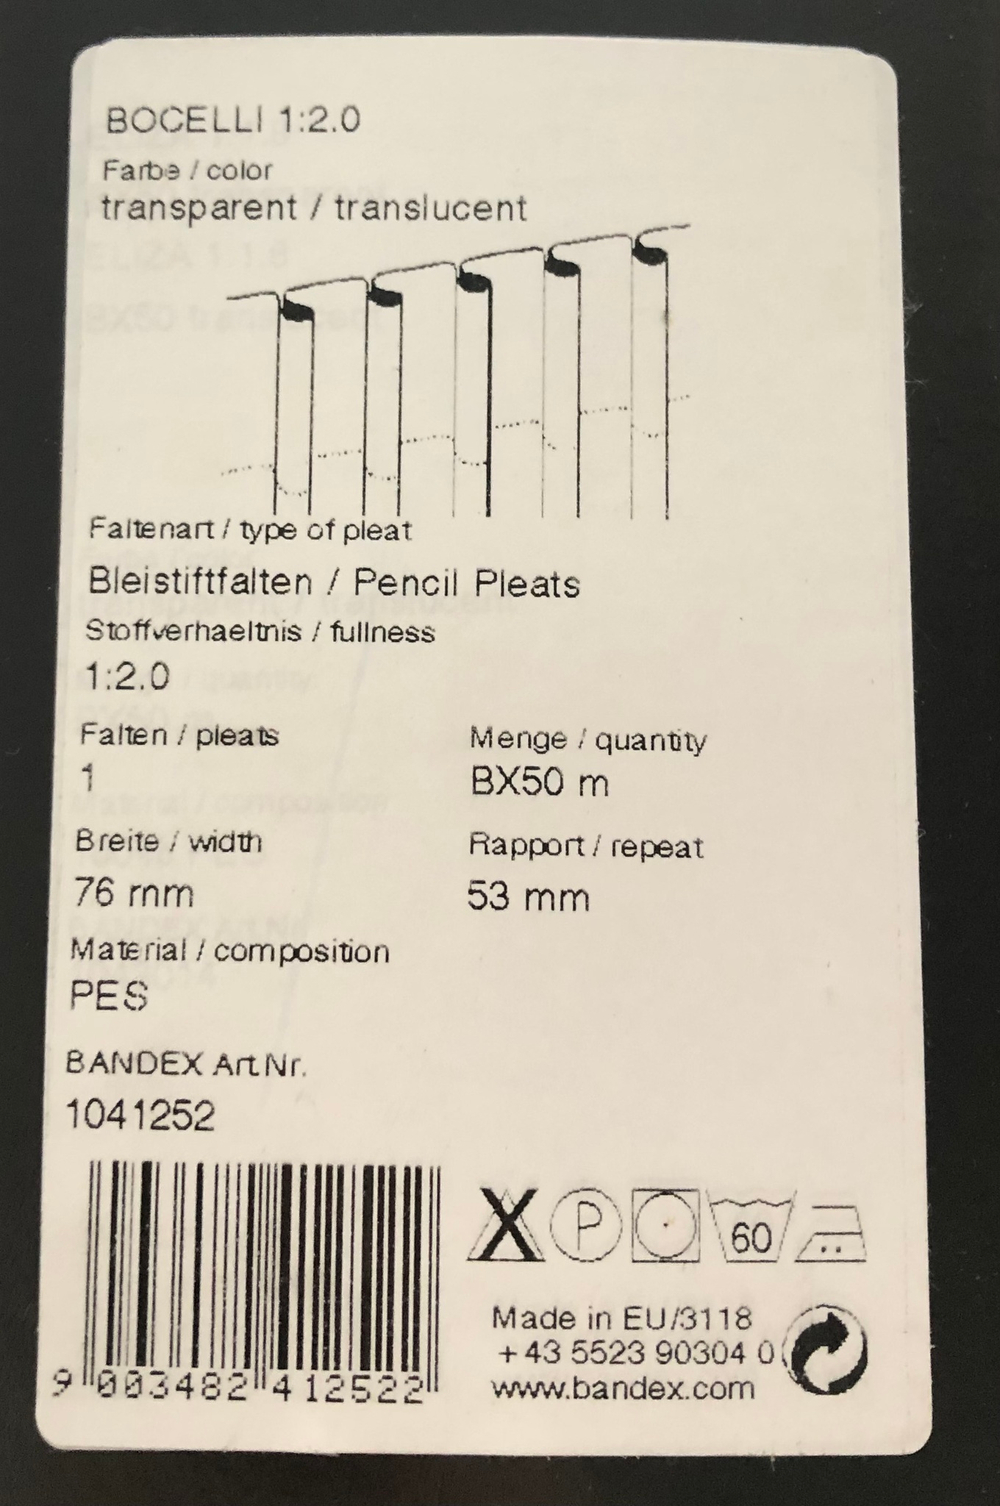 BOCELLI 1:2.0
Farbe / color
transparent / translucent
Faltenart / type of pleat
Bleistiftfalten / Pencil Pleats
Stoffverhaeltnis / fullness
1:2.0
Falten / pleats
1
Menge / quantity
BX50 m
Breite / width
76 mm
Rapport / repeat
53 mm
Material / composition
PES
BANDEX Art.Nr.
1041252
P
60
9 003482 412522
Made in EU/3118
+43 5523 90304 0
www.bandex.com